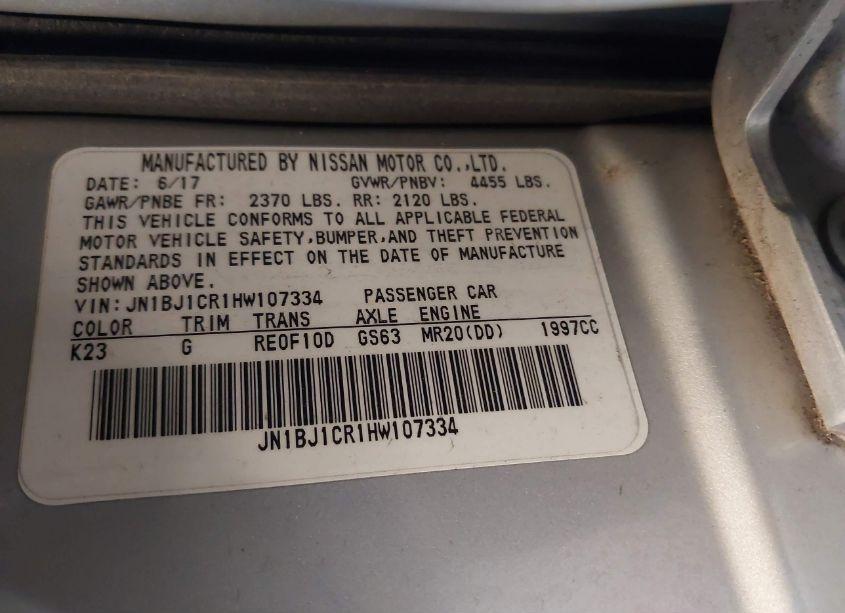 MANUFACTURED BY NISSAN MOTOR CO.,LTD.
DATE: 6/17 GVWR/PNBV: 4455 LBS.
GAWR/PNBE FR: 2370 LBS. RR: 2120 LBS.
THIS VEHICLE CONFORMS TO ALL APPLICABLE FEDERAL
MOTOR VEHICLE SAFETY,BUMPER,AND THEFT PREVENTION
STANDARDS IN EFFECT ON THE DATE OF MANUFACTURE
SHOWN ABOVE.
VIN:JN1BJ1CR1HW107334 PASSENGER CAR
COLOR TRIM TRANS AXLE ENGINE
K23 G RE0F10D GS63 MR20(DD) 1997CC
JN1BJ1CR1HW107334